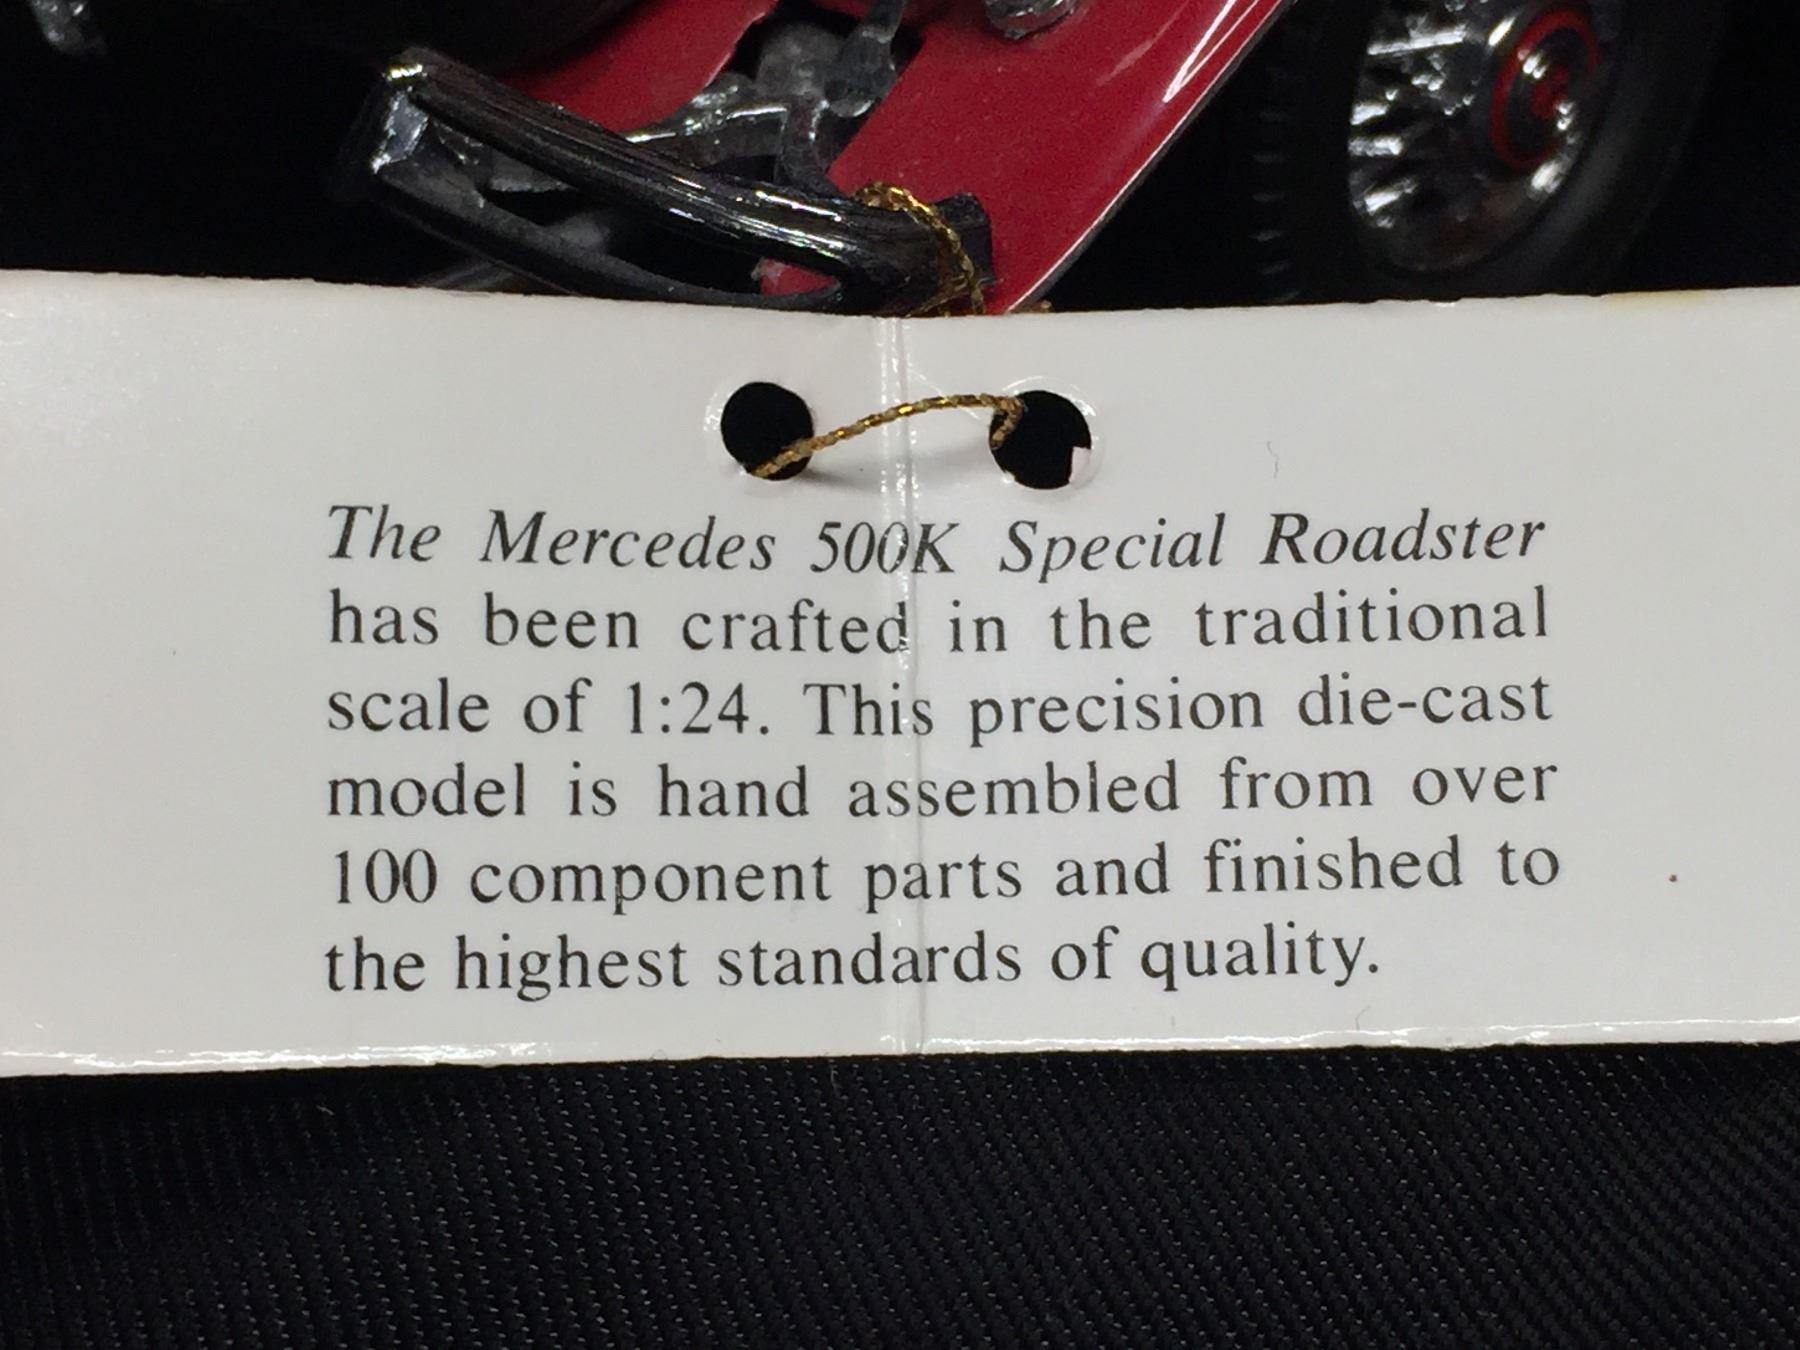 The Mercedes 500K Special Roadster
has been crafted in the traditional
scale of 1:24. This precision die-cast
model is hand assembled from over
100 component parts and finished to
the highest standards of quality.